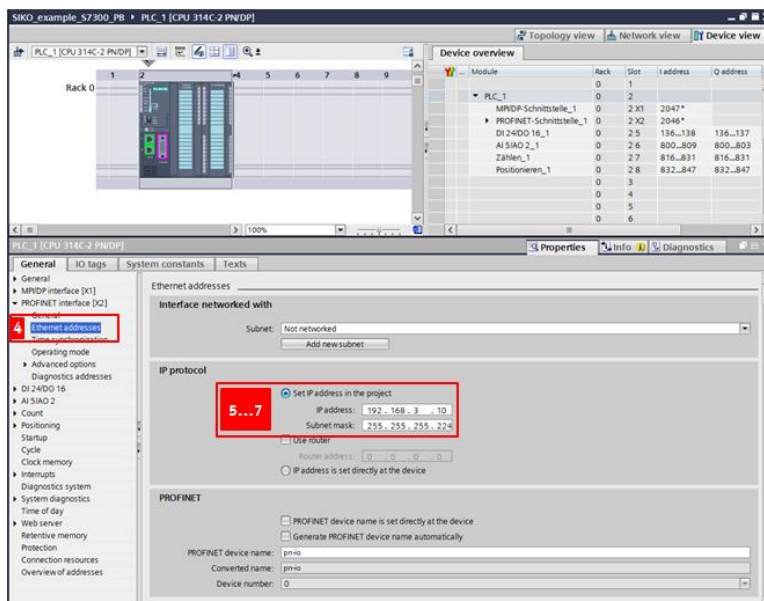 SIKO_example_S7300_PB ▸ PLC_1 [CPU 314C-2 PN/DP]
Topology view Network view Device view
PLC_1 [CPU 314C-2 PN/DP]
Device overview
1 2 4 5 6 7 8 9
Rack 0
... Module Rack Slot I address Q address
0 1
PLC_1 0 2
MPI/DP-Schnittstelle_1 0 2 X1 2047*
PROFINET-Schnittstelle_1 0 2 X2 2046*
DI 24/DO 16_1 0 2 5 136...138 136...137
AI 5/AO 2_1 0 2 6 800...809 800...803
Zählen_1 0 2 7 816...831 816...831
Positionieren_1 0 2 8 832...847 832...847
0 3
0 4
0 5
0 6
100%
PLC_1 [CPU 314C-2 PN/DP]
Properties Info Diagnostics
General IO tags System constants Texts
General
MPI/DP interface [X1]
PROFINET interface [X2]
General
4 Ethernet addresses
Time synchronization
Operating mode
Advanced options
Diagnostics addresses
DI 24/DO 16
AI 5/AO 2
Count
Positioning
Startup
Cycle
Clock memory
Interrupts
Diagnostics system
System diagnostics
Time of day
Web server
Retentive memory
Protection
Connection resources
Overview of addresses
Ethernet addresses
Interface networked with
Subnet: Not networked
Add new subnet
IP protocol
5...7
Set IP address in the project
IP address: 192 . 168 . 3 . 10
Subnet mask: 255 . 255 . 255 . 224
Use router
Router address: 0 . 0 . 0 . 0
IP address is set directly at the device
PROFINET
PROFINET device name is set directly at the device
Generate PROFINET device name automatically
PROFINET device name: pn-io
Converted name: pn-io
Device number: 0